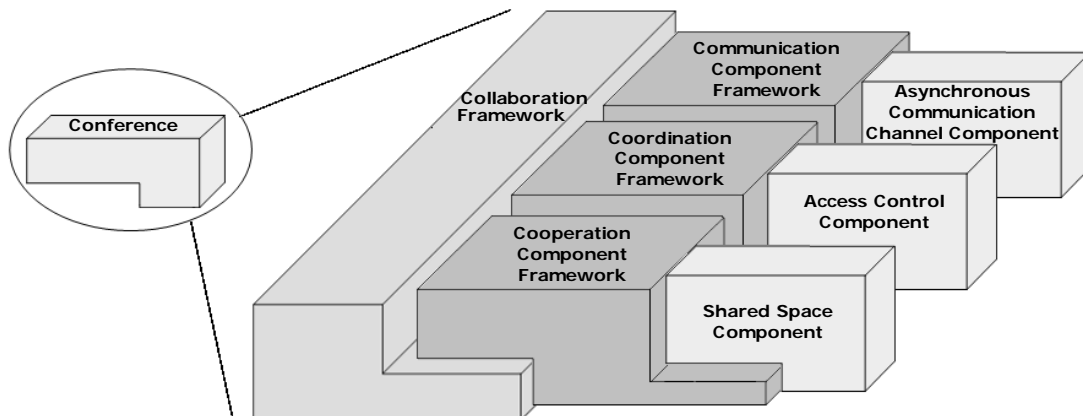 Conference
Collaboration
Framework
Communication
Component
Framework
Asynchronous
Communication
Channel Component
Coordination
Component
Framework
Access Control
Component
Cooperation
Component
Framework
Shared Space
Component